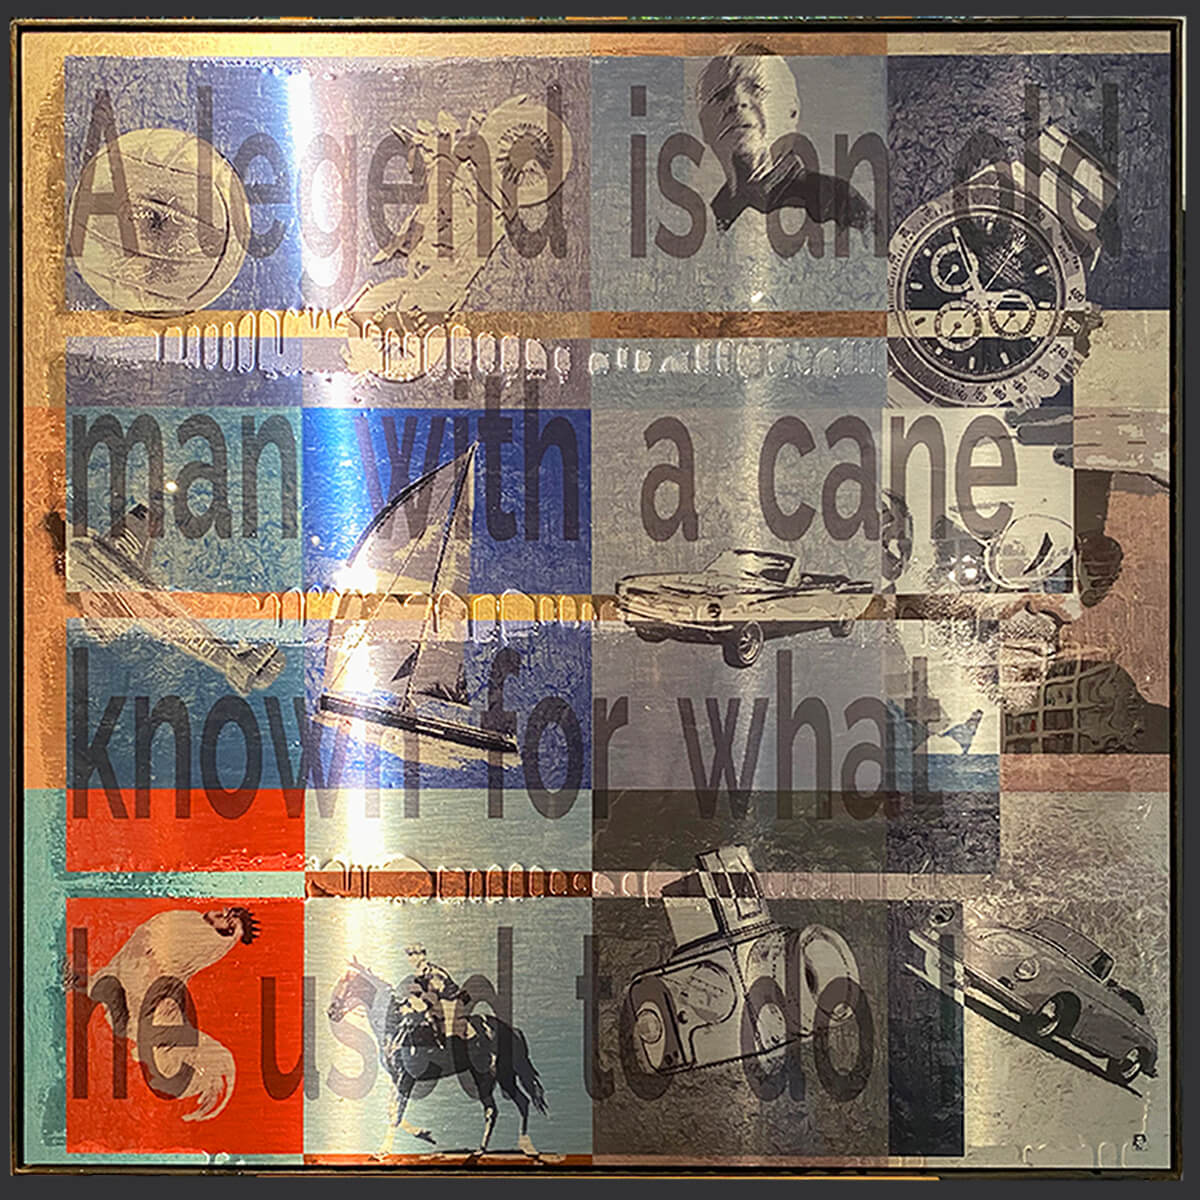 A legend is an old
man with a cane
known for what
he used to do